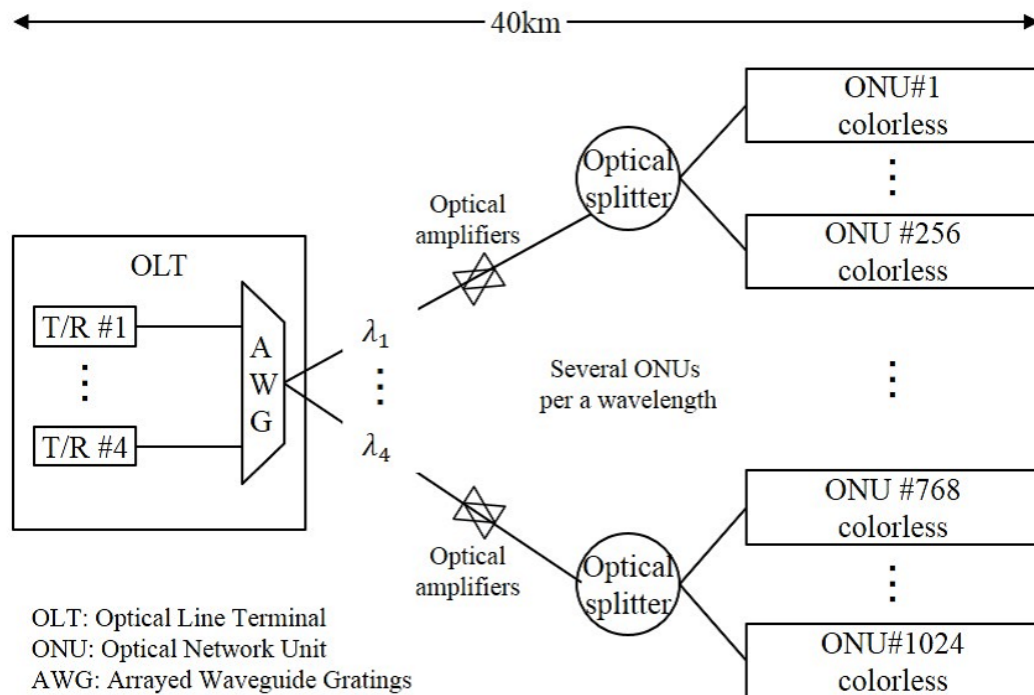 40km
ONU#1
colorless
⋮
Optical
splitter
Optical
amplifiers
ONU #256
colorless
OLT
T/R #1
⋮
T/R #4
A
W
G
λ₁
⋮
λ₄
Several ONUs
per a wavelength
⋮
ONU #768
colorless
⋮
Optical
splitter
Optical
amplifiers
ONU#1024
colorless
OLT: Optical Line Terminal
ONU: Optical Network Unit
AWG: Arrayed Waveguide Gratings